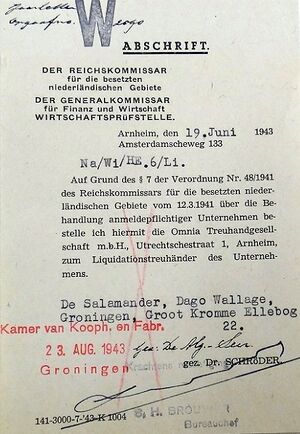 W
ABSCHRIFT.
DER REICHSKOMMISSAR
für die besetzten
niederländischen Gebiete
DER GENERALKOMMISSAR
für Finanz und Wirtschaft
WIRTSCHAFTSPRÜFSTELLE.
Arnheim, den 19.Juni 1943
Amsterdamscheweg 133
Na/Wi/HE.6/Li.
Auf Grund des § 7 der Verordnung Nr. 48/1941
des Reichskommissars für die besetzten nieder-
ländischen Gebiete vom 12.3.1941 über die Be-
handlung anmeldepflichtiger Unternehmen be-
stelle ich hiermit die Omnia Treuhandgesell-
schaft m.b.H., Utrechtschestraat 1, Arnheim,
zum Liquidationstreuhänder des Unterneh-
mens.
De Salamander, Dago Wallage,
Groningen, Groot Kromme Ellebog
22.
Kamer van Kooph. en Fabr.
23 AUG. 1943
Groningen
gez. Dr. SCHRÖDER.
S. H. BROUWER
Bureauchef
141-3000-7-'43-K 1004